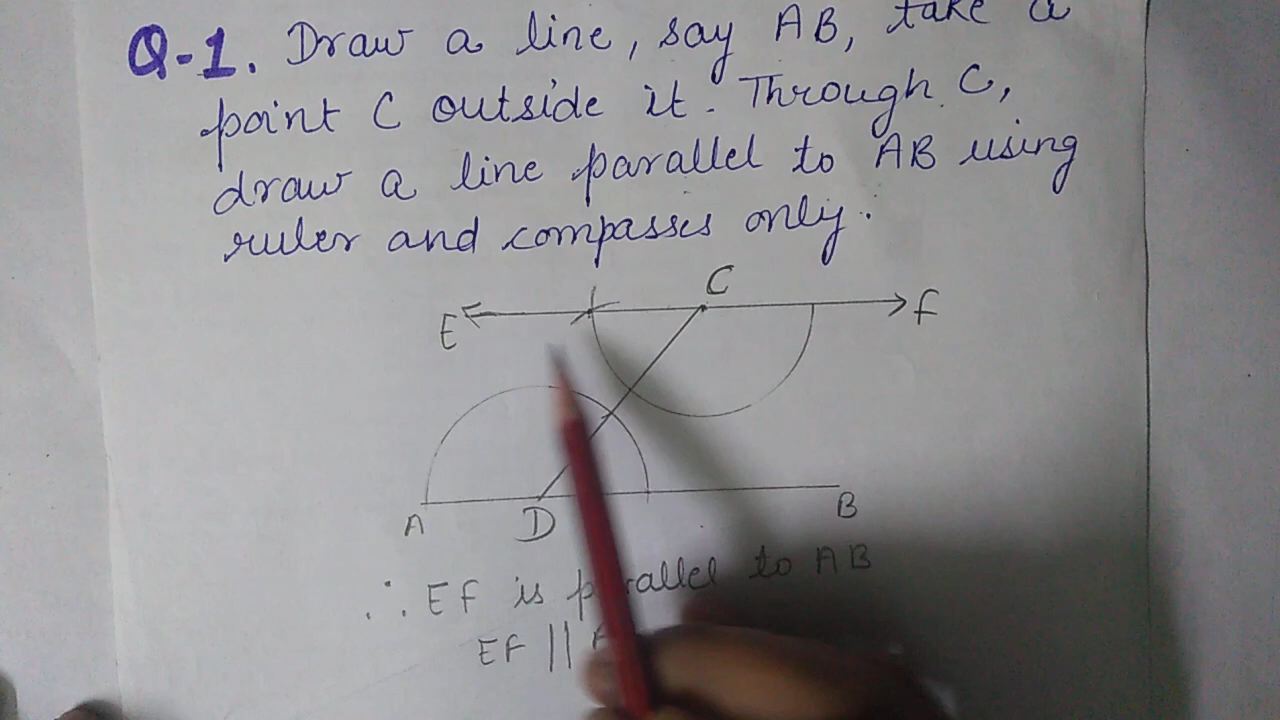 Q-1. Draw a line, say AB, take a
point C outside it. Through C,
draw a line parallel to AB using
ruler and compasses only.
C
E
F
A
D
B
∴ EF is parallel to AB
EF ||